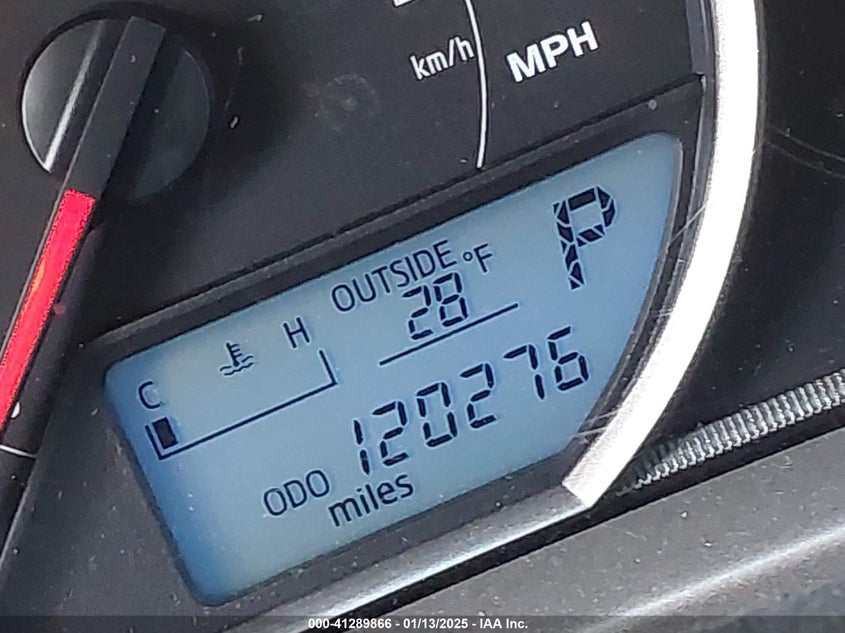 km/h MPH
P
OUTSIDE °F
28
C H
120276
ODO
miles
000-41289866 - 01/13/2025 - IAA Inc.